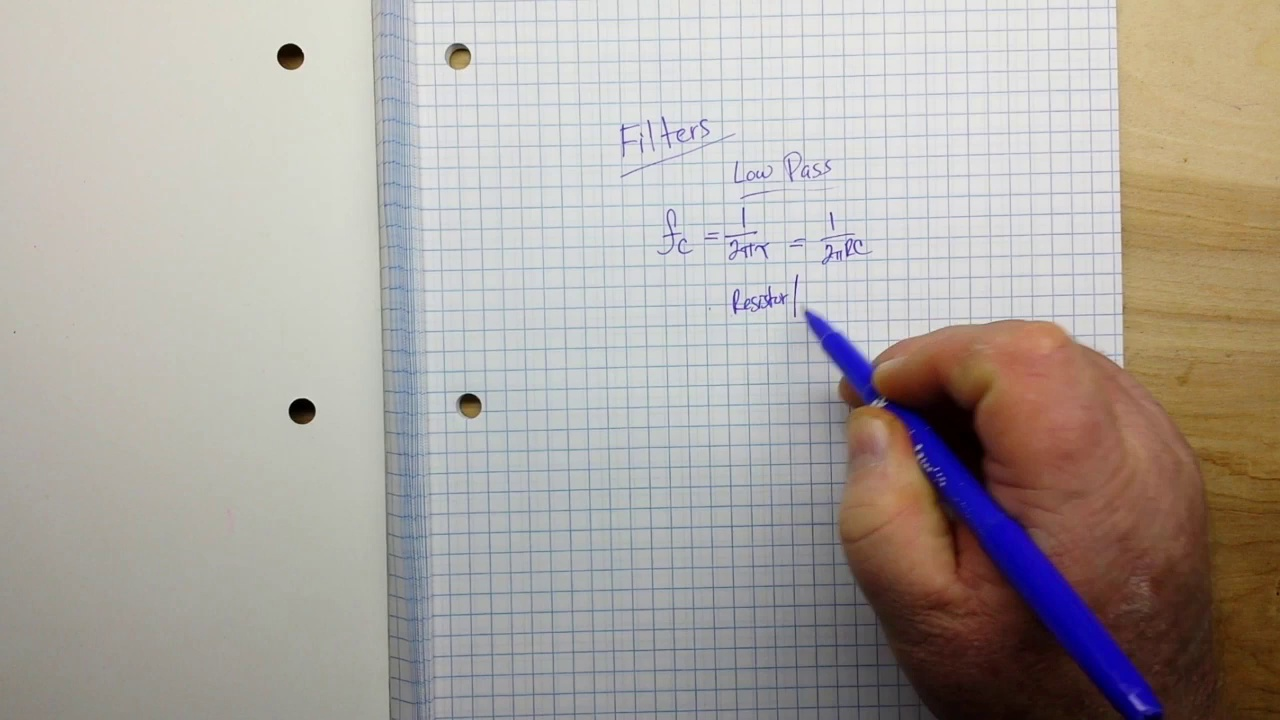 Filters
Low Pass
fc = 1/2πτ = 1/2πRC
Resistor/